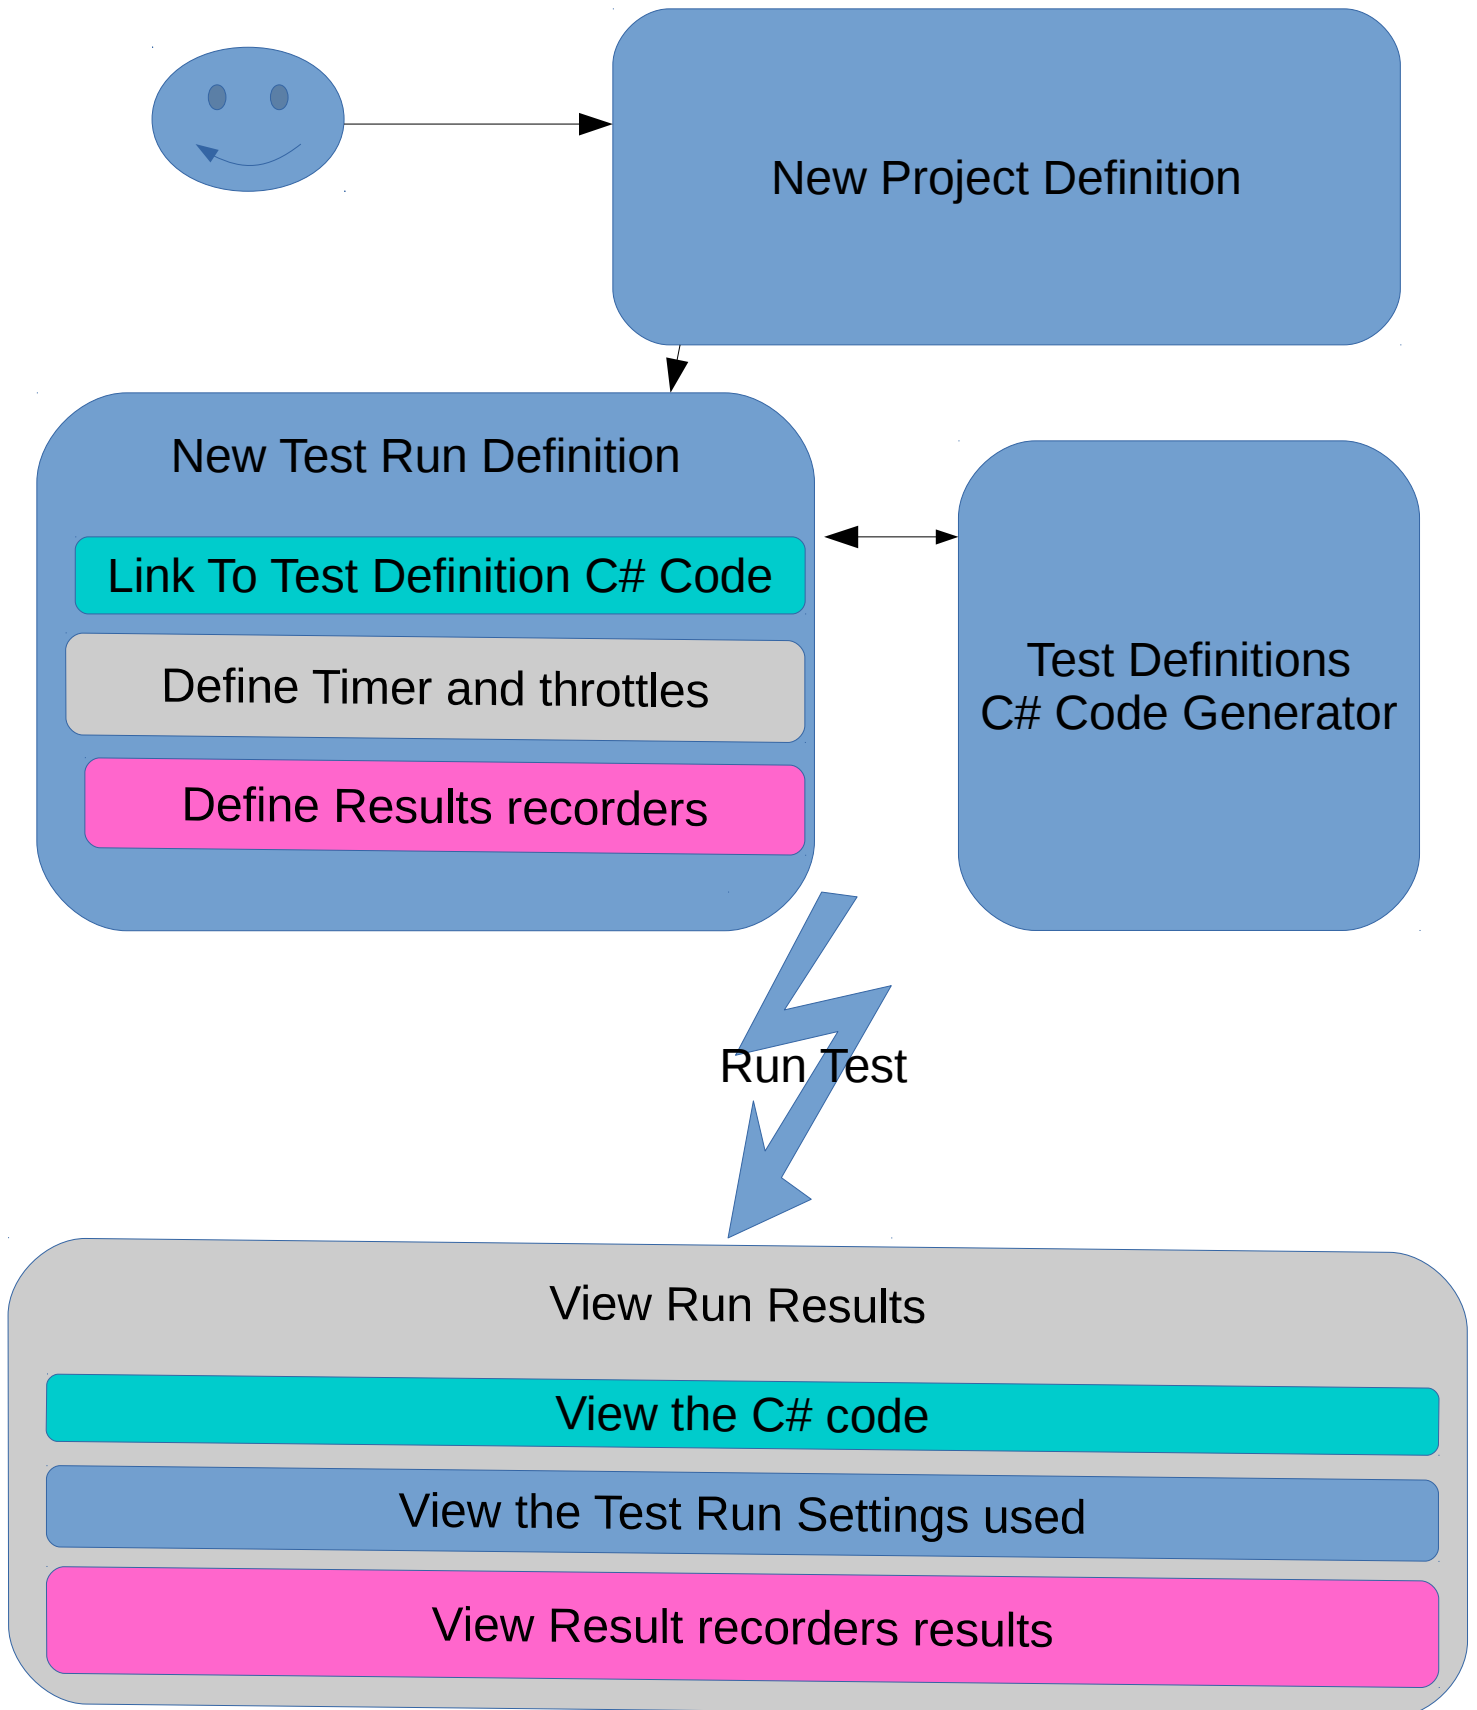 New Project Definition
New Test Run Definition
Link To Test Definition C# Code
Define Timer and throttles
Define Results recorders
Test Definitions
C# Code Generator
Run Test
View Run Results
View the C# code
View the Test Run Settings used
View Result recorders results